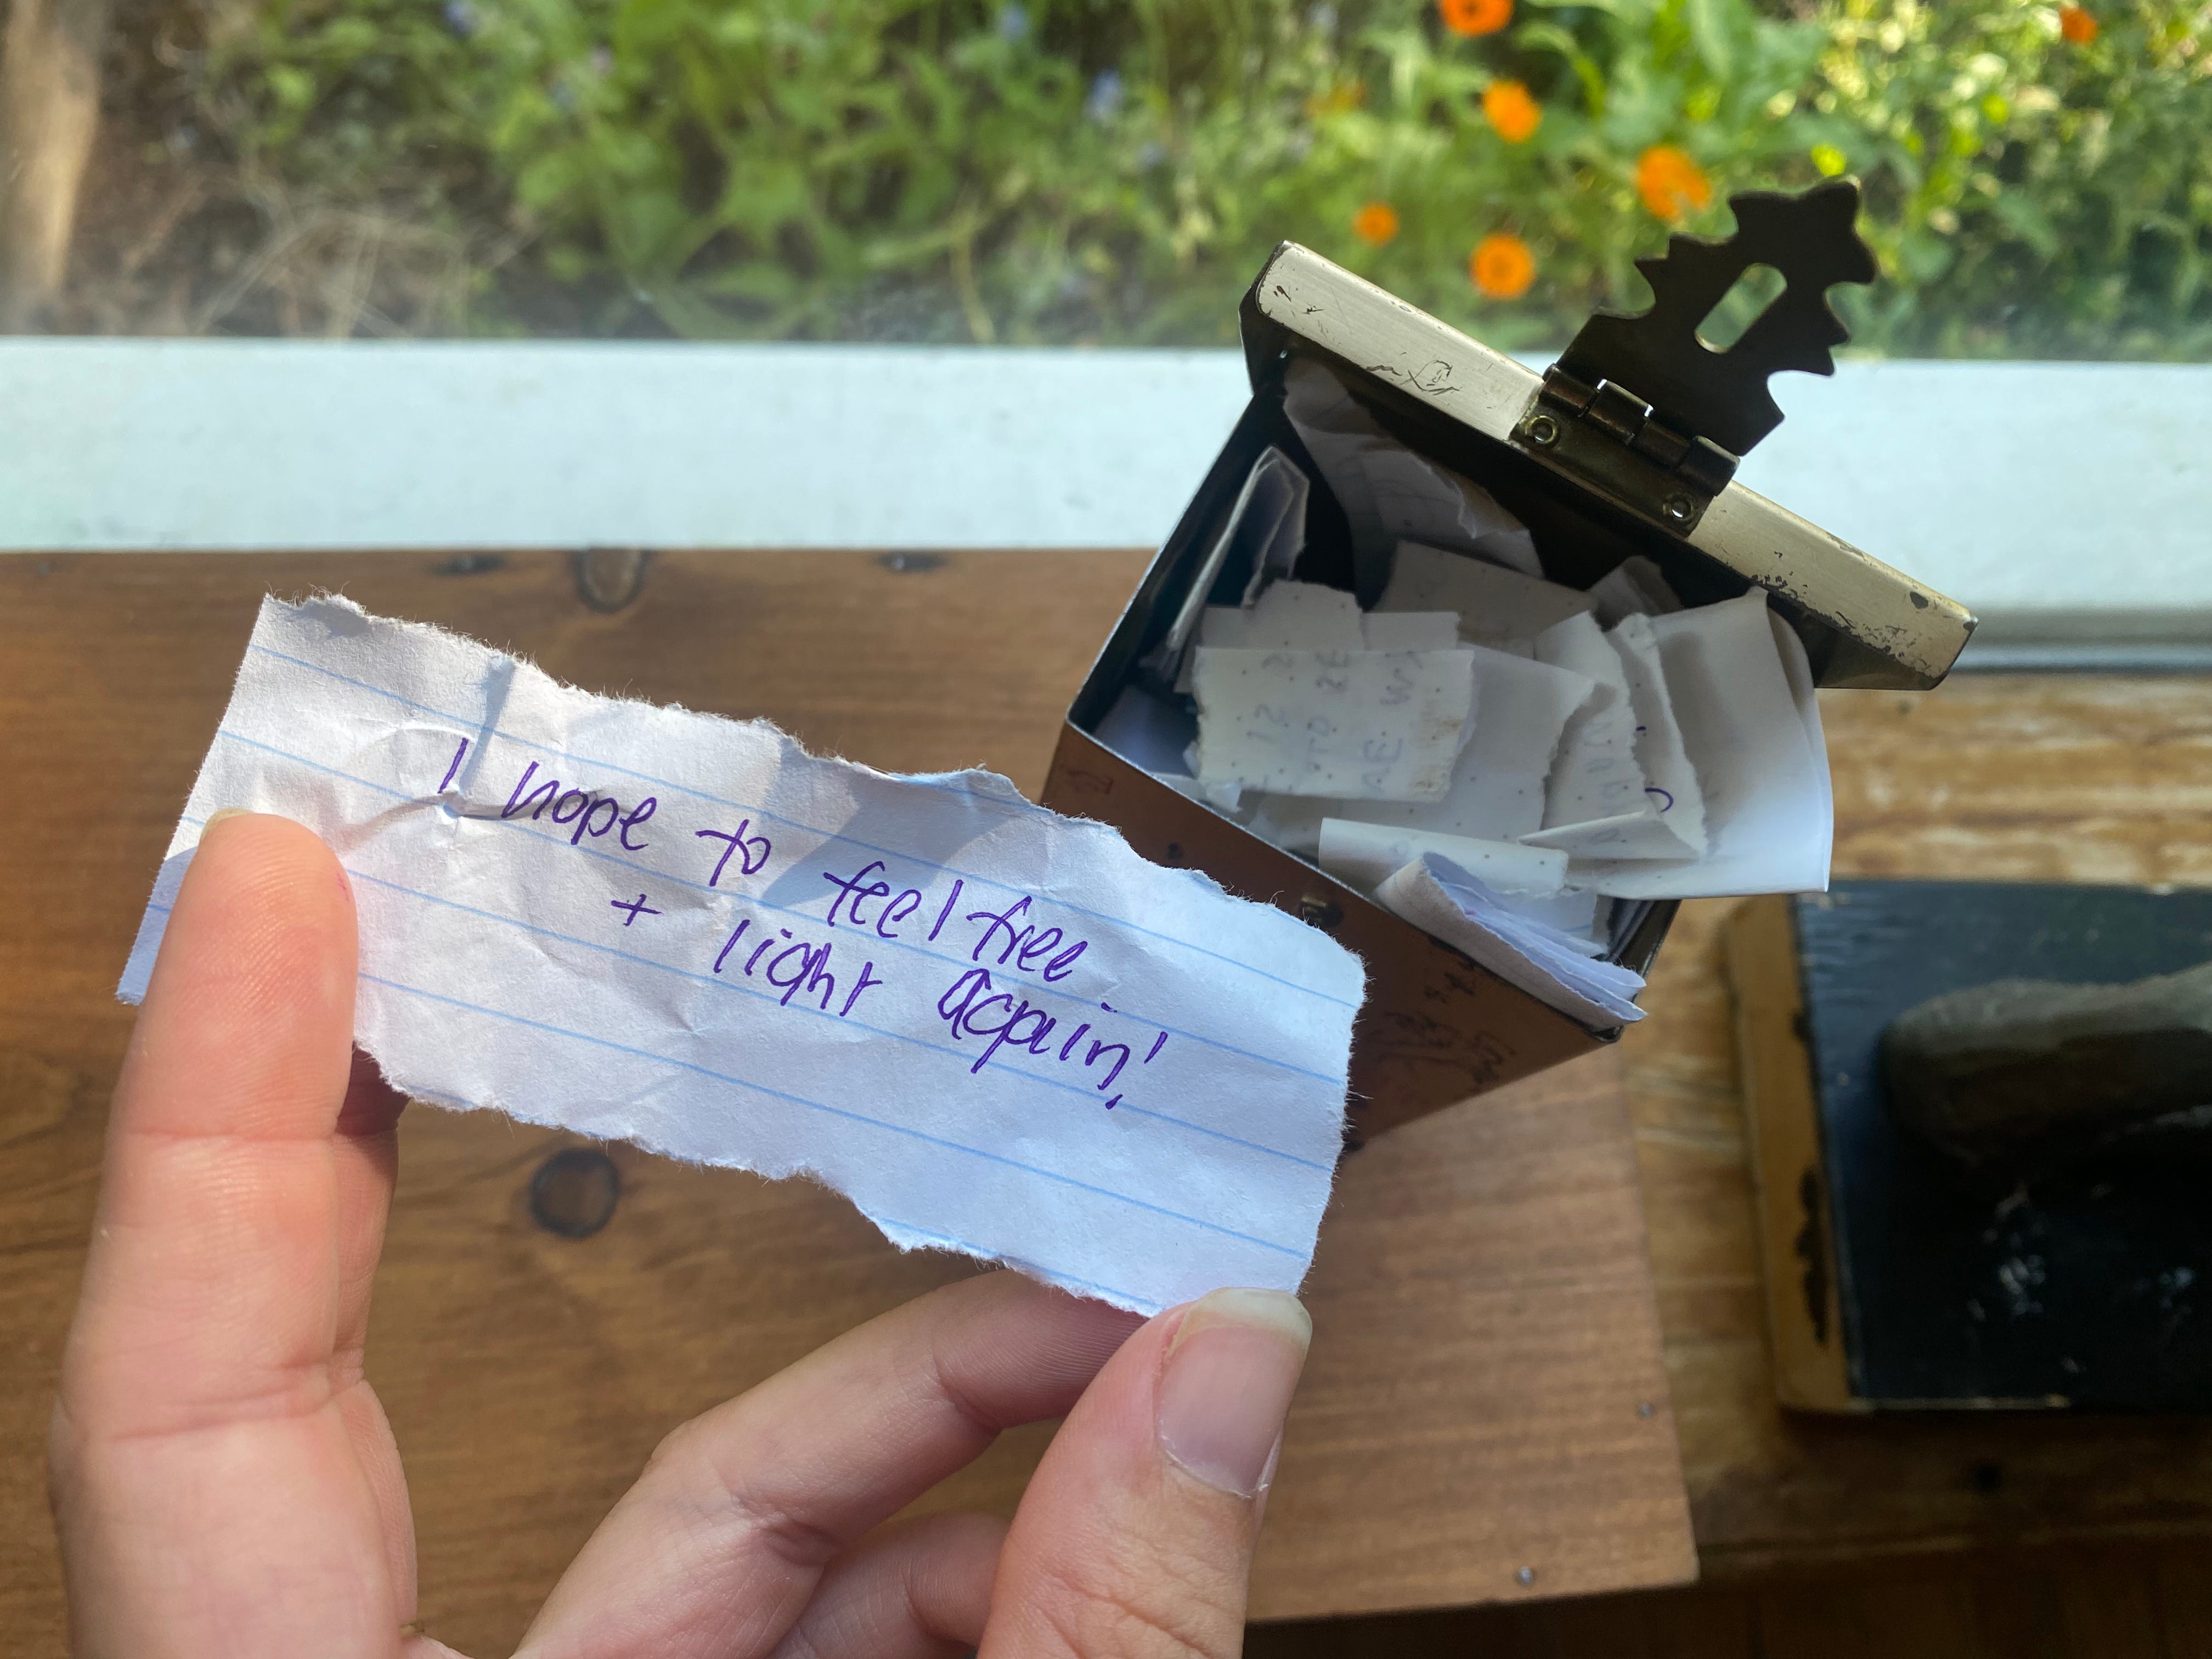 I hope to feel free
+ light again!